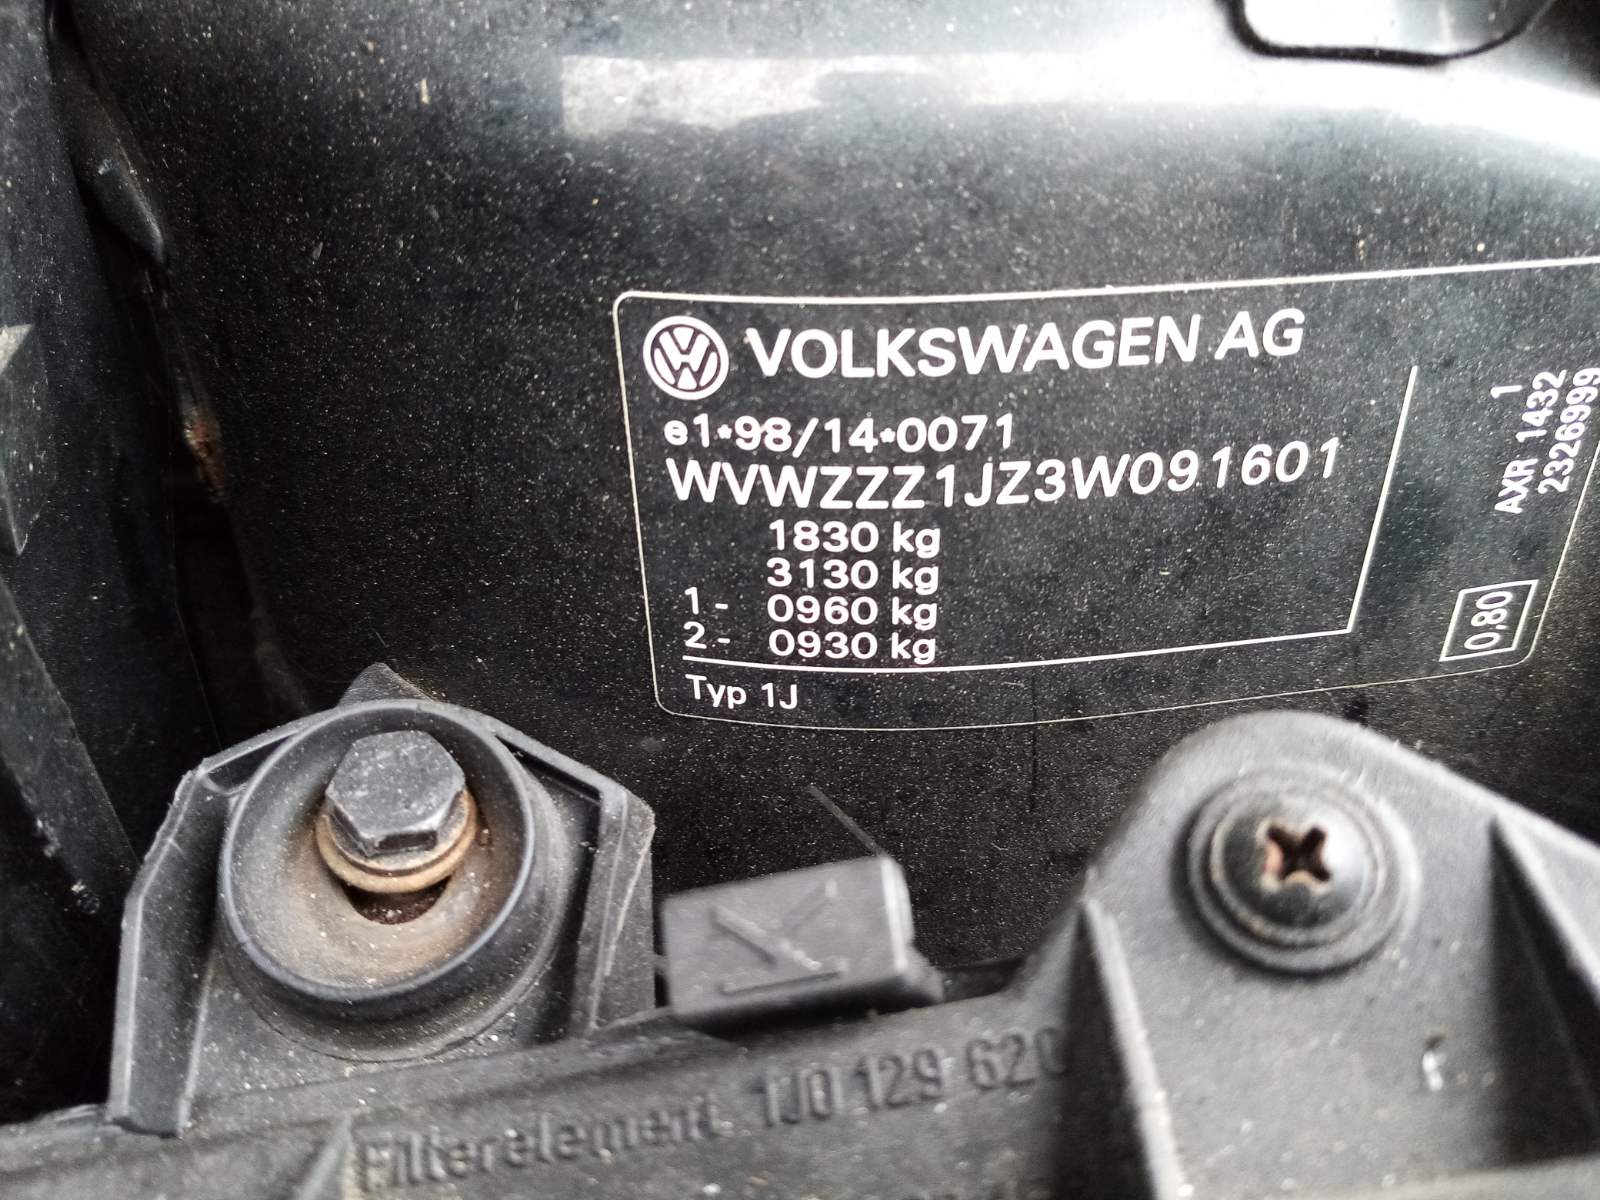 VOLKSWAGEN AG
e1*98/14*0071
WVWZZZ1JZ3W091601
1830 kg
3130 kg
1- 0960 kg
2- 0930 kg
Typ 1J
1
AXR 1432
2326999
0,80
Filterelement 1J0 129 620